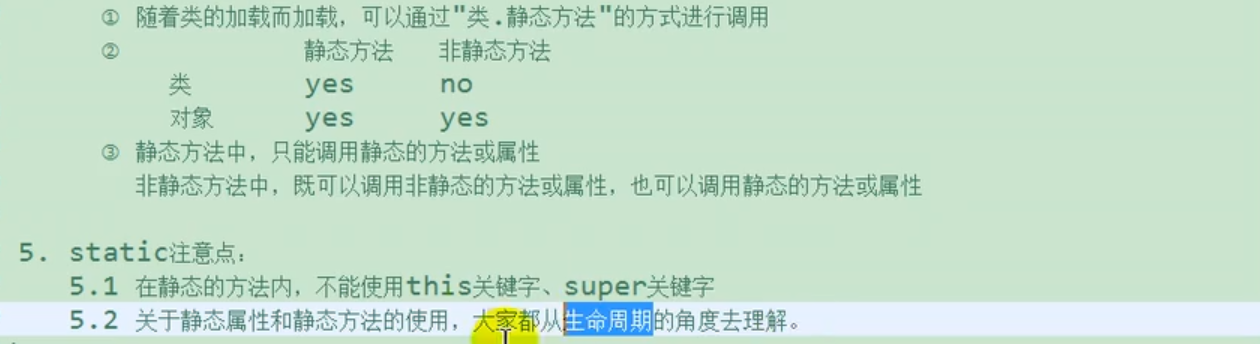 ① 随着类的加载而加载，可以通过"类.静态方法"的方式进行调用
② 静态方法 非静态方法
类 yes no
对象 yes yes
③ 静态方法中，只能调用静态的方法或属性
非静态方法中，既可以调用非静态的方法或属性，也可以调用静态的方法或属性
5. static注意点：
5.1 在静态的方法内，不能使用this关键字、super关键字
5.2 关于静态属性和静态方法的使用，大家都从生命周期的角度去理解。